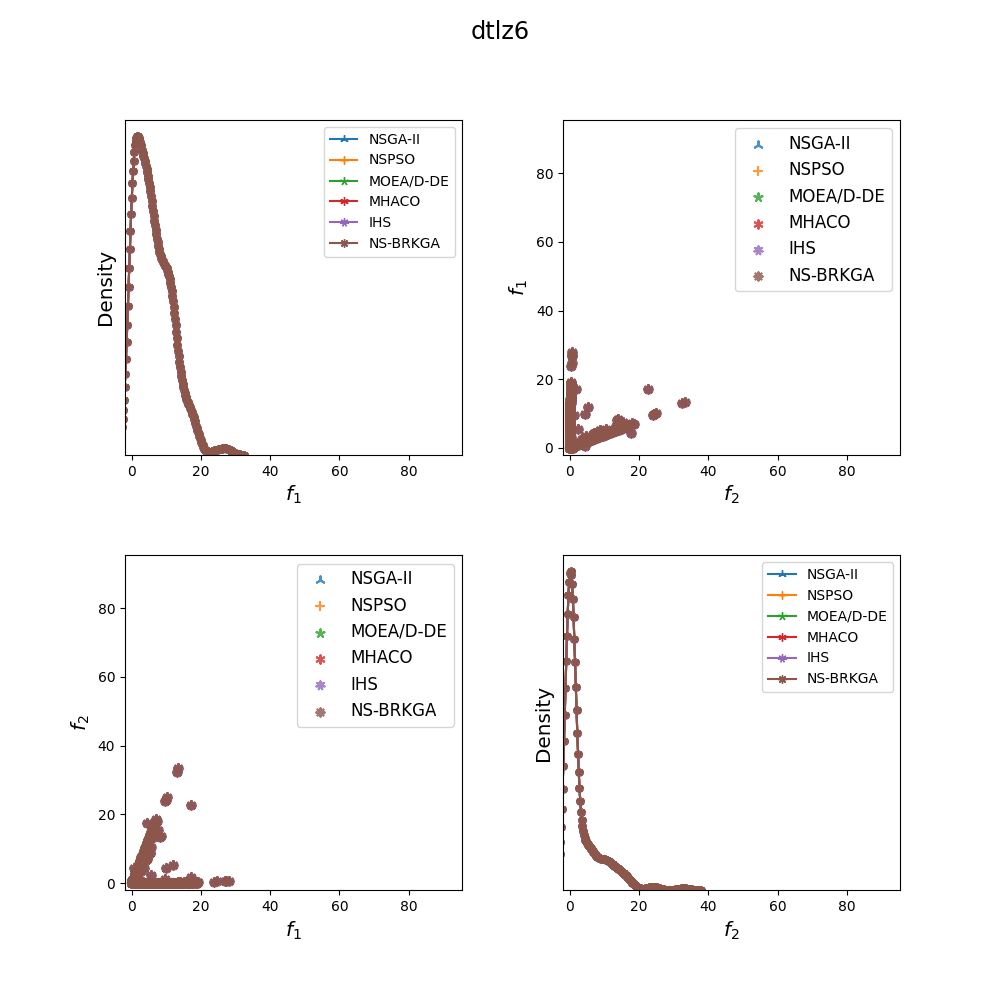 dtlz6
Density
NSGA-II
NSPSO
MOEA/D-DE
MHACO
IHS
NS-BRKGA
0 20 40 60 80
f1
f1
80
60
40
20
0
NSGA-II
NSPSO
MOEA/D-DE
MHACO
IHS
NS-BRKGA
0 20 40 60 80
f2
f2
80
60
40
20
0
NSGA-II
NSPSO
MOEA/D-DE
MHACO
IHS
NS-BRKGA
0 20 40 60 80
f1
Density
NSGA-II
NSPSO
MOEA/D-DE
MHACO
IHS
NS-BRKGA
0 20 40 60 80
f2